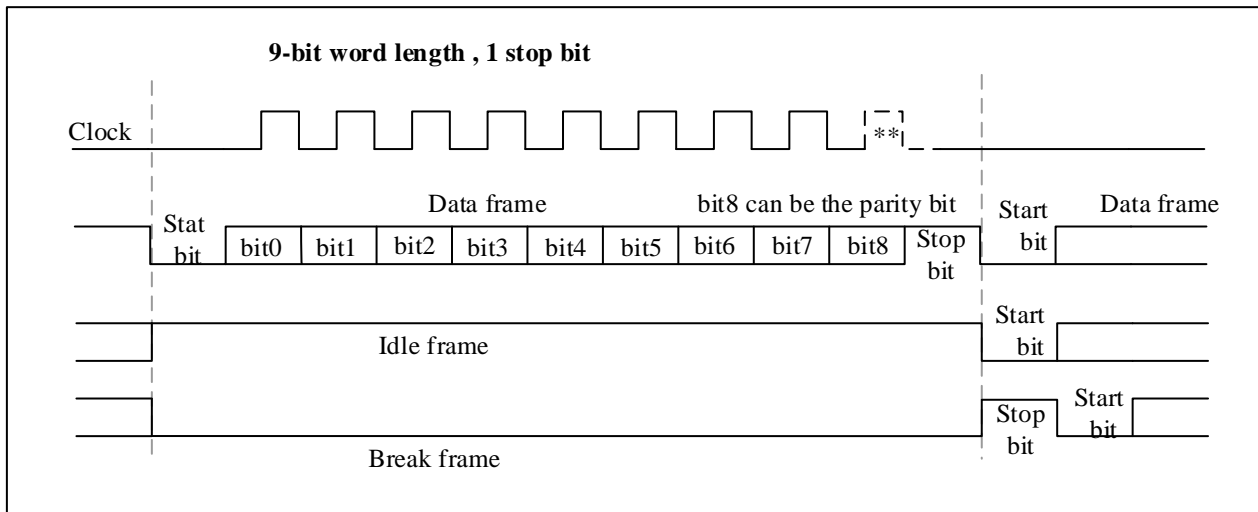 9-bit word length , 1 stop bit
Clock
**
Data frame
bit8 can be the parity bit
Data frame
Stat
bit
bit0
bit1
bit2
bit3
bit4
bit5
bit6
bit7
bit8
Stop
bit
Start
bit
Idle frame
Start
bit
Break frame
Stop
bit
Start
bit